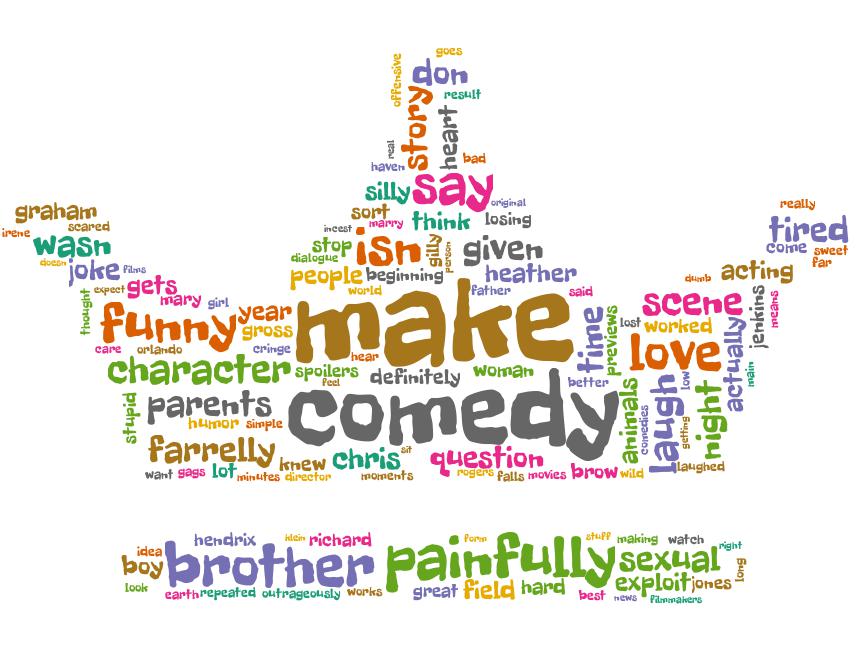 goes
offensive
don
result
story
heart
real
haven
bad
silly
say
original
sort
marry
think
losing
incest
stop
isn
gilly
person
given
dialogue
people
beginning
heather
world
father
graham
irene
scared
wasn
doesn
joke
films
really
tired
come
sweet
far
dumb
acting
expect
gets
thought
mary
girl
funny
year
gross
make
said
time
previews
lost
scene
worked
jenkins
means
care
orlando
cringe
hear
love
actually
main
character
spoilers
feel
definitely
woman
better
stupid
parents
humor
simple
comedy
animals
comedies
laugh
low
getting
night
farrelly
knew
chris
sit
question
want
gags
lot
minutes
director
moments
rogers
falls
movies
brow
wild
laughed
hendrix
klein
richard
form
stuff
making
watch
right
idea
boy
brother
painfully
sexual
long
look
earth
repeated
outrageously
works
great
field
hard
best
exploit
jones
news
filmmakers